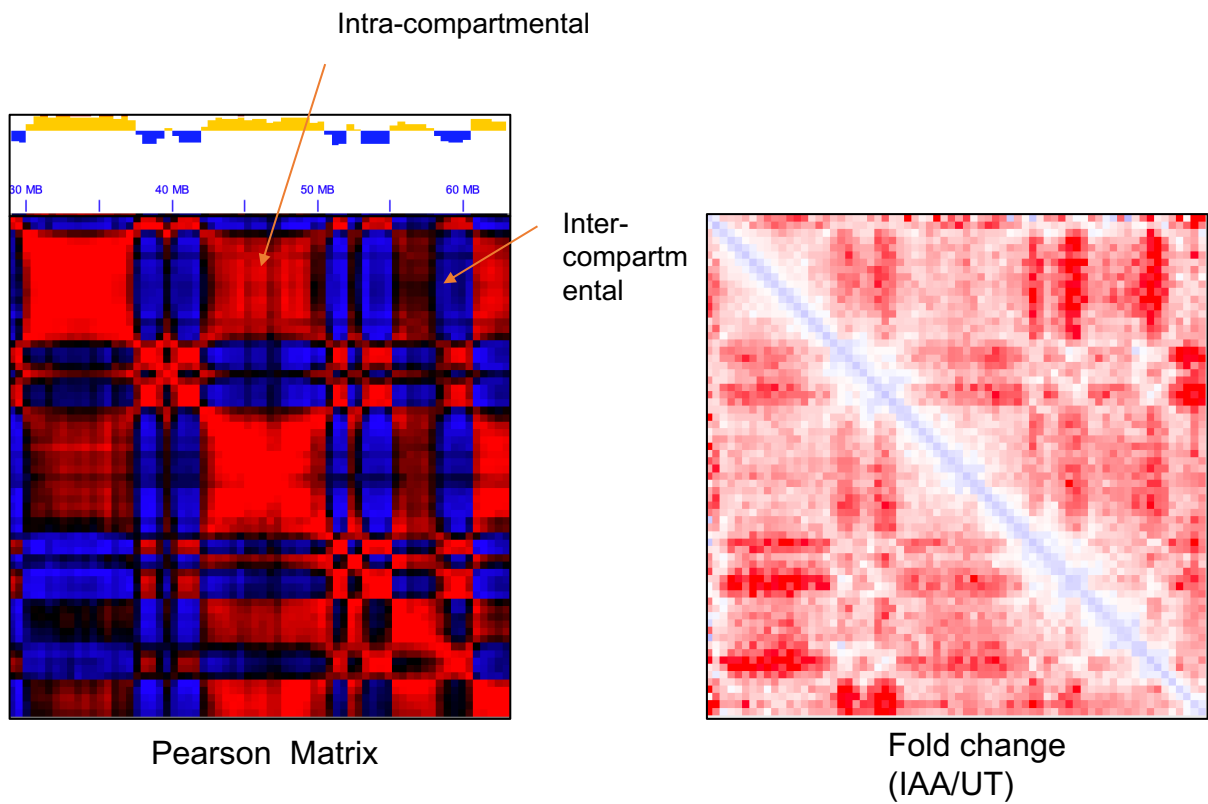 Intra-compartmental
30 MB 40 MB 50 MB 60 MB
Inter-
compartm
ental
Pearson Matrix
Fold change
(IAA/UT)